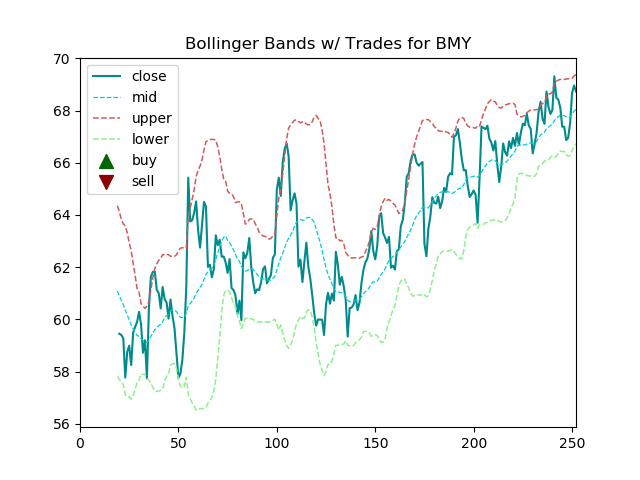 Bollinger Bands w/ Trades for BMY
70
68
66
64
62
60
58
56
close
mid
upper
lower
buy
sell
0 50 100 150 200 250